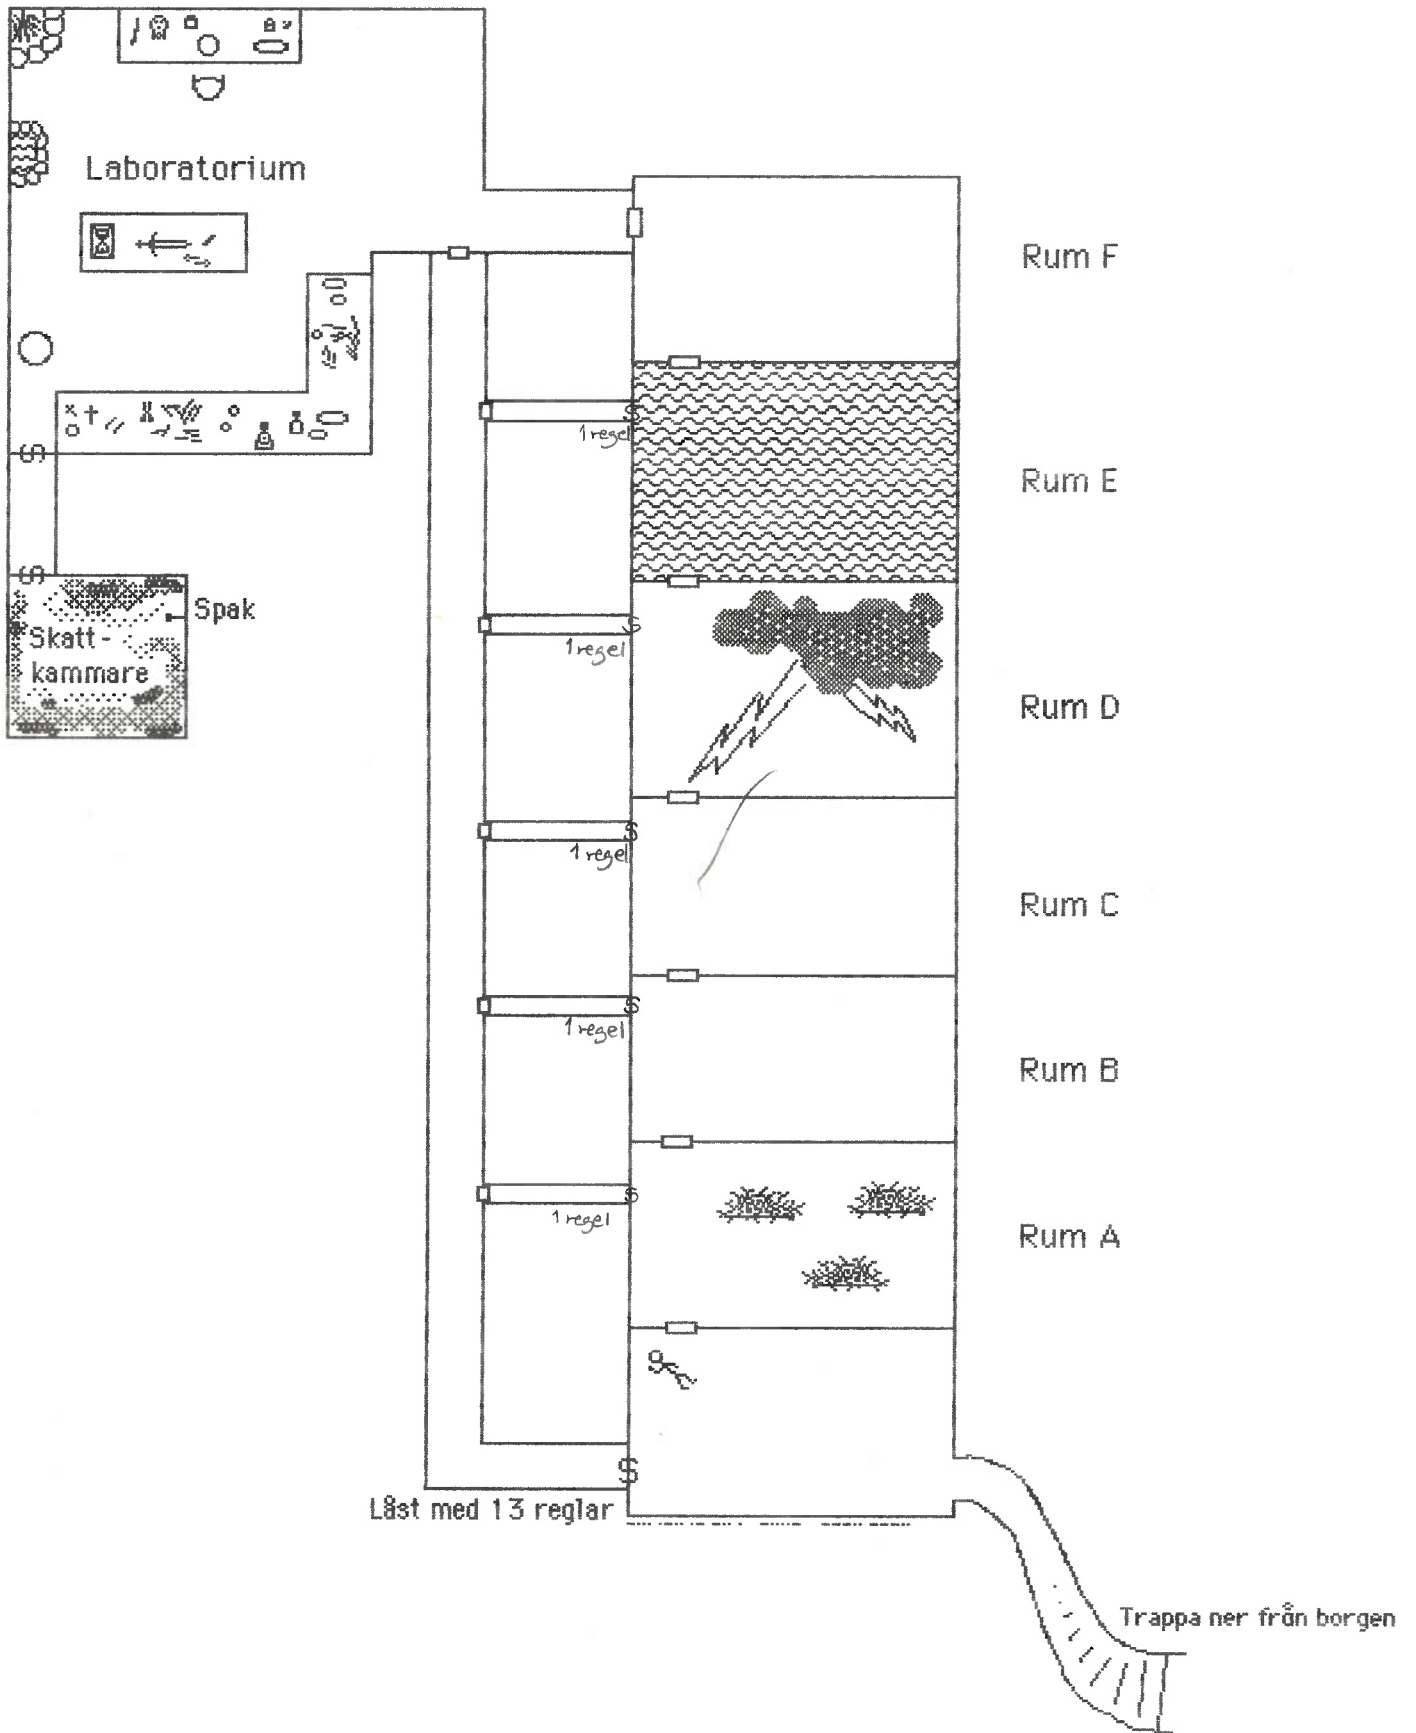 Laboratorium
Rum F
1 regel
Rum E
Spak
Skatt-
kammare
1 regel
Rum D
1 regel
Rum C
1 regel
Rum B
1 regel
Rum A
S
S
S
S
S
S
S
S
Låst med 13 reglar
Trappa ner från borgen